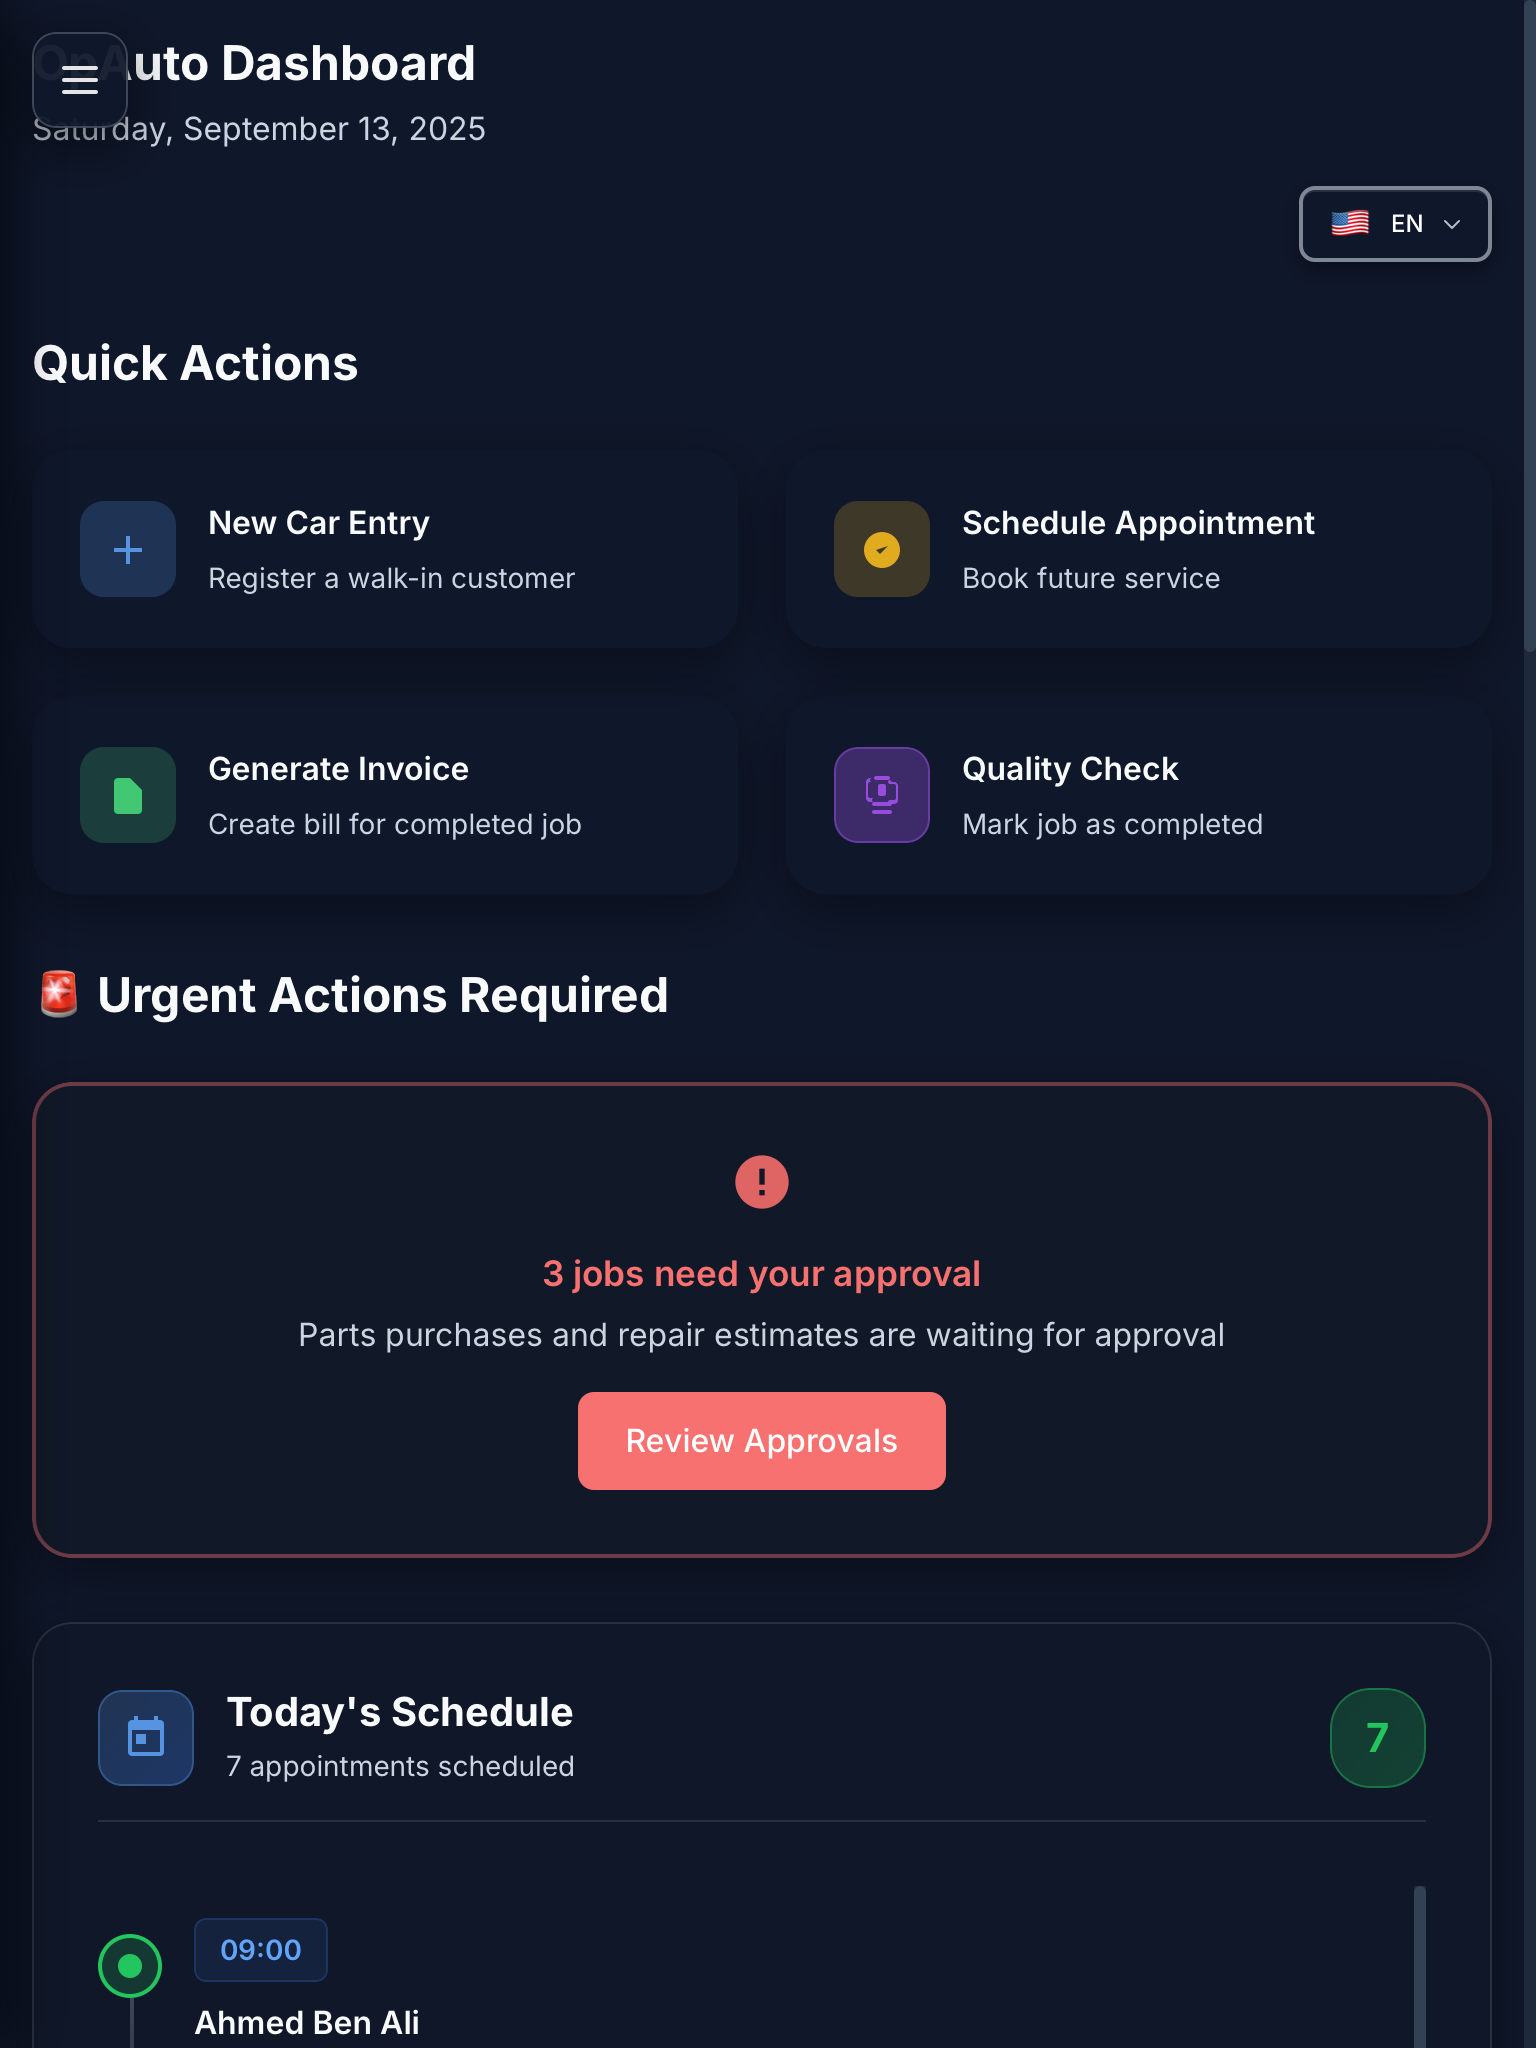 OpAuto Dashboard
Saturday, September 13, 2025
EN
Quick Actions
New Car Entry
Register a walk-in customer
Schedule Appointment
Book future service
Generate Invoice
Create bill for completed job
Quality Check
Mark job as completed
Urgent Actions Required
3 jobs need your approval
Parts purchases and repair estimates are waiting for approval
Review Approvals
Today's Schedule
7 appointments scheduled
7
09:00
Ahmed Ben Ali